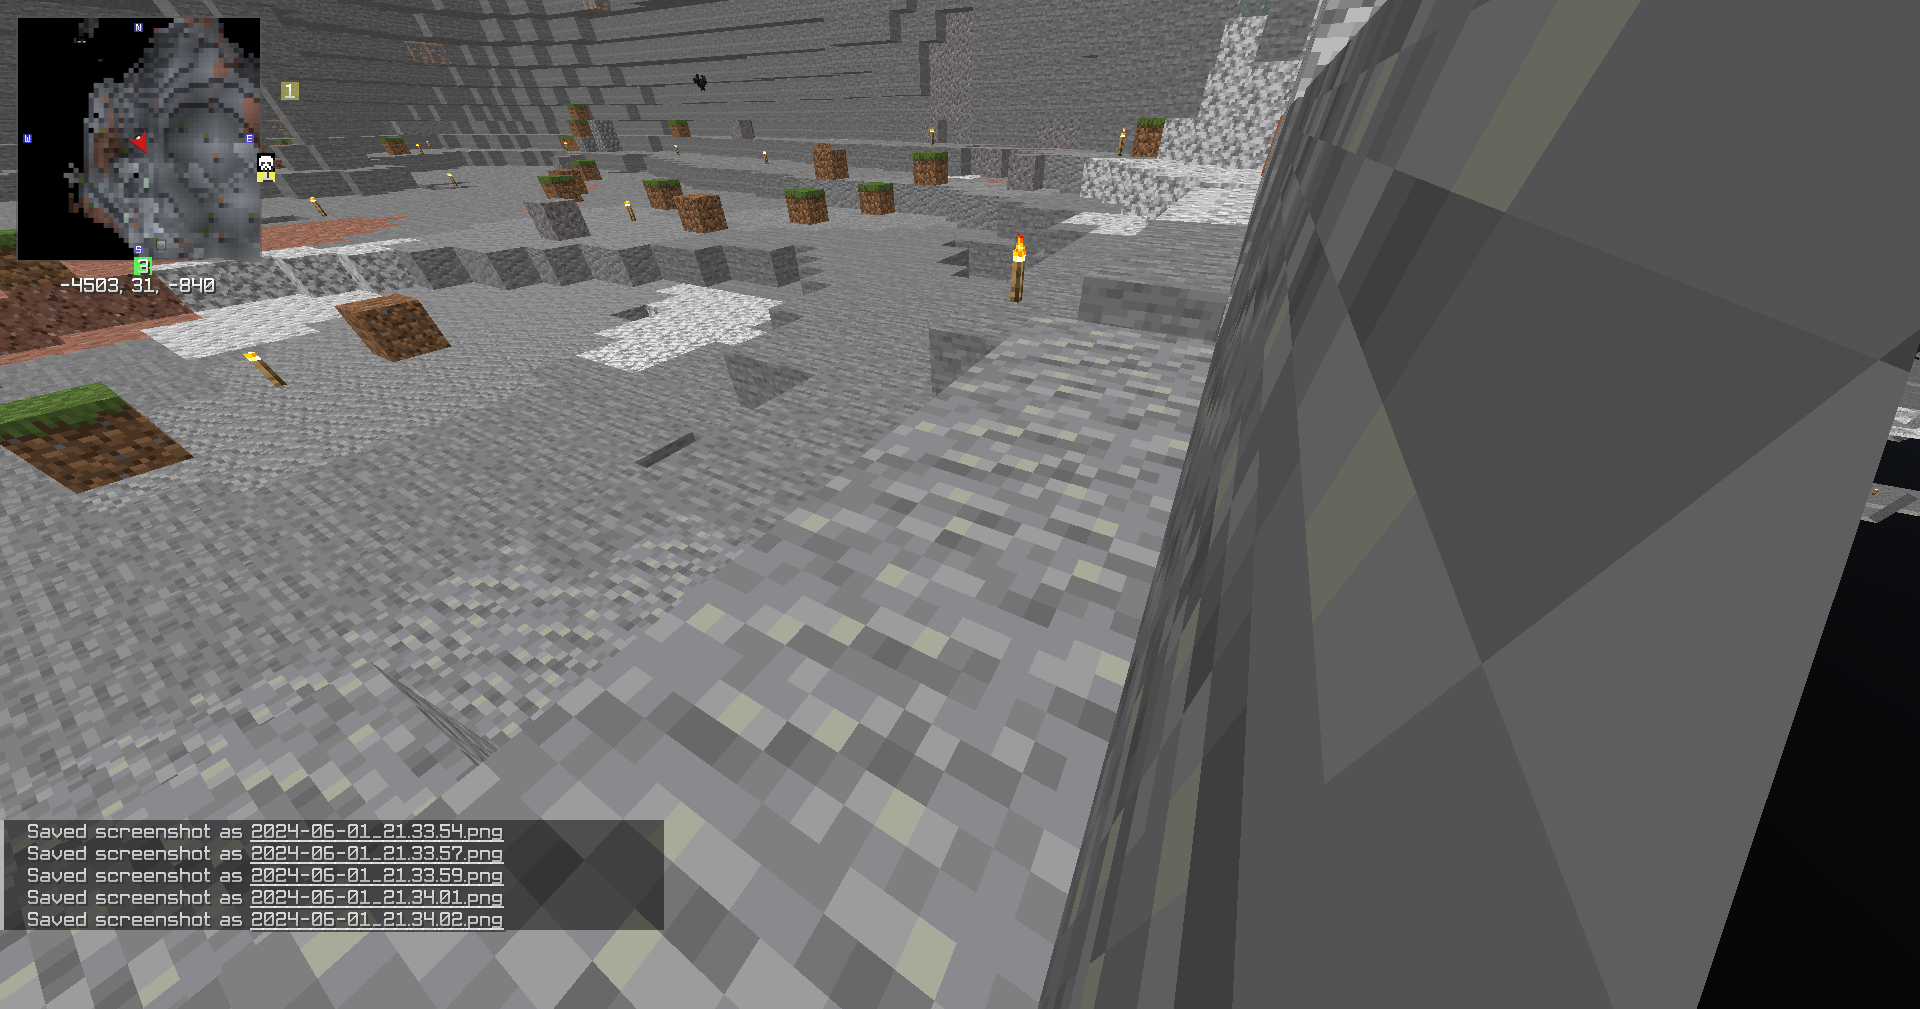 N
1
W
E
S
3
-4503, 31, -840
Saved screenshot as 2024-06-01_21.33.54.png
Saved screenshot as 2024-06-01_21.33.57.png
Saved screenshot as 2024-06-01_21.33.59.png
Saved screenshot as 2024-06-01_21.34.01.png
Saved screenshot as 2024-06-01_21.34.02.png